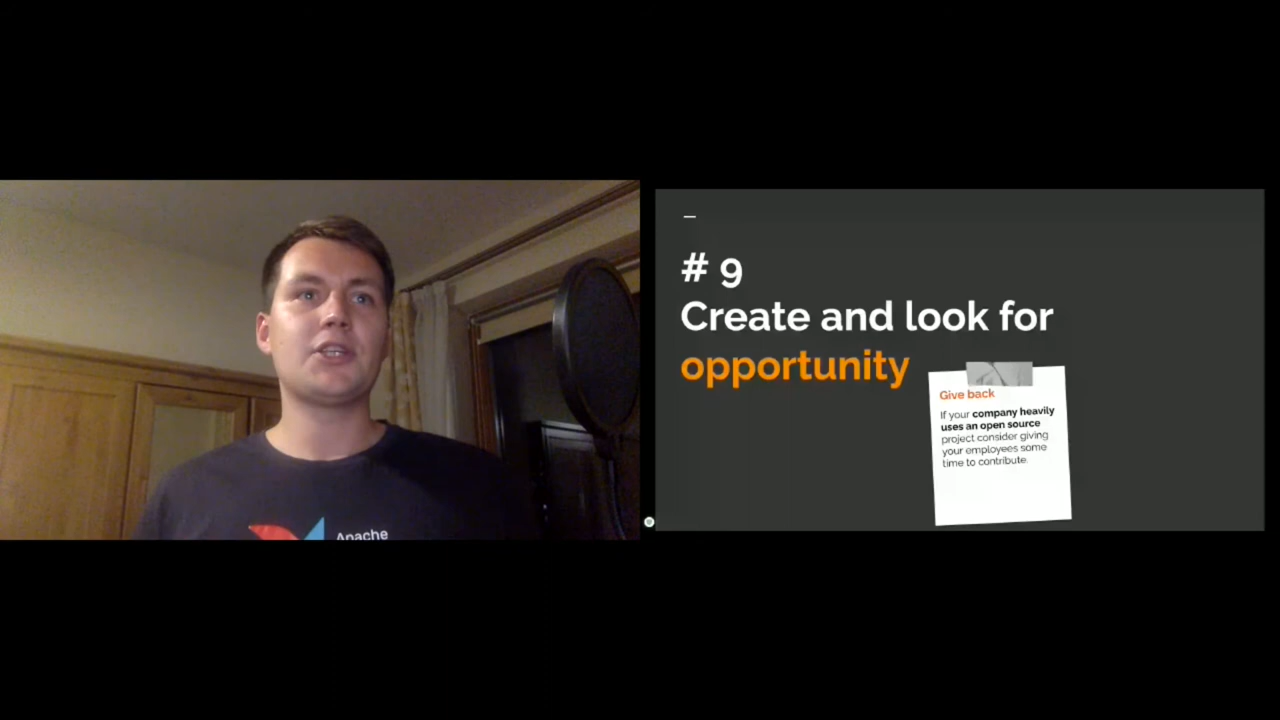 Apache
# 9
Create and look for
opportunity
Give back
If your company heavily
uses an open source
project consider giving
your employees some
time to contribute.